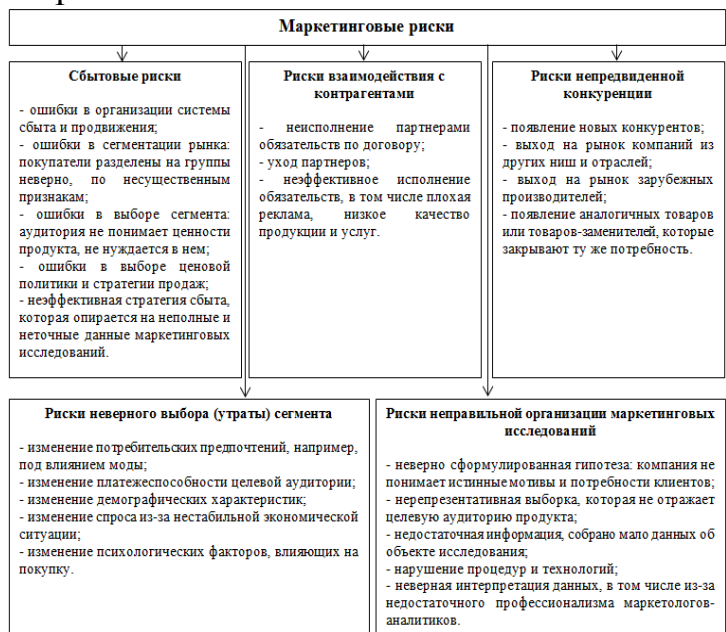 Маркетинговые риски
Сбытовые риски
- ошибки в организации системы
сбыта и продвижения;
- ошибки в сегментации рынка:
покупатели разделены на группы
неверно, по несущественным
признакам;
- ошибки в выборе сегмента:
аудитория не понимает ценности
продукта, не нуждается в нем;
- ошибки в выборе ценовой
политики и стратегии продаж;
- неэффективная стратегия сбыта,
которая опирается на неполные и
неточные данные маркетинговых
исследований.
Риски взаимодействия с
контрагентами
- неисполнение партнерами
обязательств по договору;
- уход партнеров;
- неэффективное исполнение
обязательств, в том числе плохая
реклама, низкое качество
продукции и услуг.
Риски непредвиденной
конкуренции
- появление новых конкурентов;
- выход на рынок компаний из
других ниш и отраслей;
- выход на рынок зарубежных
производителей;
- появление аналогичных товаров
или товаров-заменителей, которые
закрывают ту же потребность.
Риски неверного выбора (утраты) сегмента
- изменение потребительских предпочтений, например,
под влиянием моды;
- изменение платежеспособности целевой аудитории;
- изменение демографических характеристик;
- изменение спроса из-за нестабильной экономической
ситуации;
- изменение психологических факторов, влияющих на
покупку.
Риски неправильной организации маркетинговых
исследований
- неверно сформулированная гипотеза: компания не
понимает истинные мотивы и потребности клиентов;
- нерепрезентативная выборка, которая не отражает
целевую аудиторию продукта;
- недостаточная информация, собрано мало данных об
объекте исследования;
- нарушение процедур и технологий;
- неверная интерпретация данных, в том числе из-за
недостаточного профессионализма маркетологов-
аналитиков.